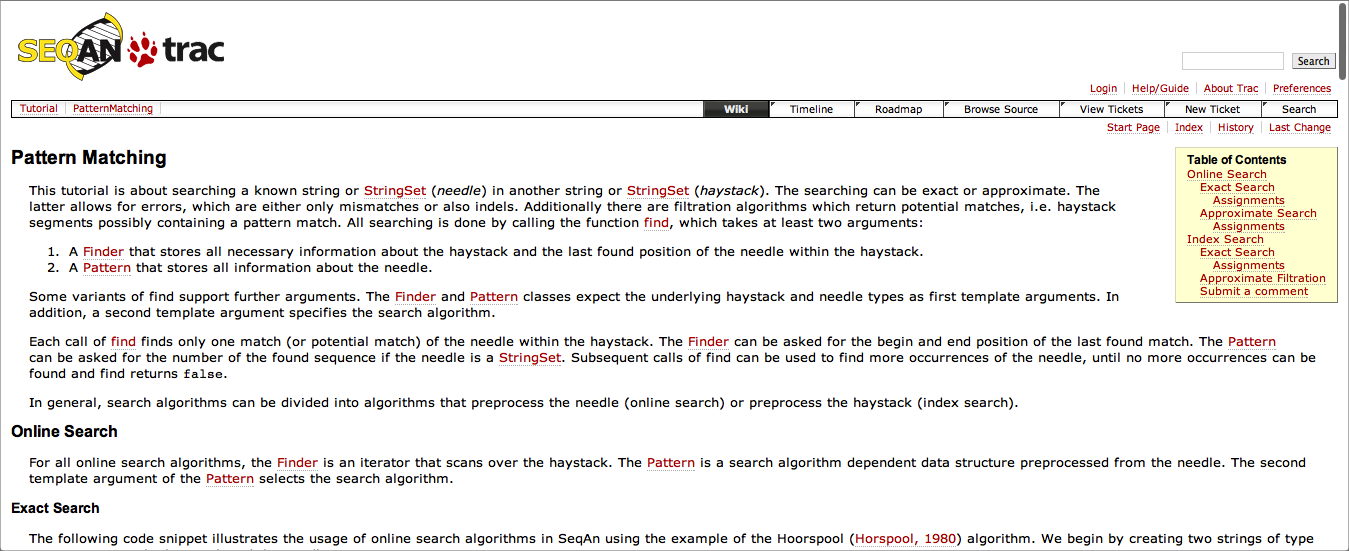 SEQAN trac
Search
Login Help/Guide About Trac Preferences
Tutorial PatternMatching Wiki Timeline Roadmap Browse Source View Tickets New Ticket Search
Start Page Index History Last Change
Pattern Matching
This tutorial is about searching a known string or StringSet (needle) in another string or StringSet (haystack). The searching can be exact or approximate. The
latter allows for errors, which are either only mismatches or also indels. Additionally there are filtration algorithms which return potential matches, i.e. haystack
segments possibly containing a pattern match. All searching is done by calling the function find, which takes at least two arguments:
1. A Finder that stores all necessary information about the haystack and the last found position of the needle within the haystack.
2. A Pattern that stores all information about the needle.
Some variants of find support further arguments. The Finder and Pattern classes expect the underlying haystack and needle types as first template arguments. In
addition, a second template argument specifies the search algorithm.
Table of Contents
Online Search
Exact Search
Assignments
Approximate Search
Assignments
Index Search
Exact Search
Assignments
Approximate Filtration
Submit a comment
Each call of find finds only one match (or potential match) of the needle within the haystack. The Finder can be asked for the begin and end position of the last found match. The Pattern
can be asked for the number of the found sequence if the needle is a StringSet. Subsequent calls of find can be used to find more occurrences of the needle, until no more occurrences can be
found and find returns false.
In general, search algorithms can be divided into algorithms that preprocess the needle (online search) or preprocess the haystack (index search).
Online Search
For all online search algorithms, the Finder is an iterator that scans over the haystack. The Pattern is a search algorithm dependent data structure preprocessed from the needle. The second
template argument of the Pattern selects the search algorithm.
Exact Search
The following code snippet illustrates the usage of online search algorithms in SeqAn using the example of the Hoorspool (Horspool, 1980) algorithm. We begin by creating two strings of type